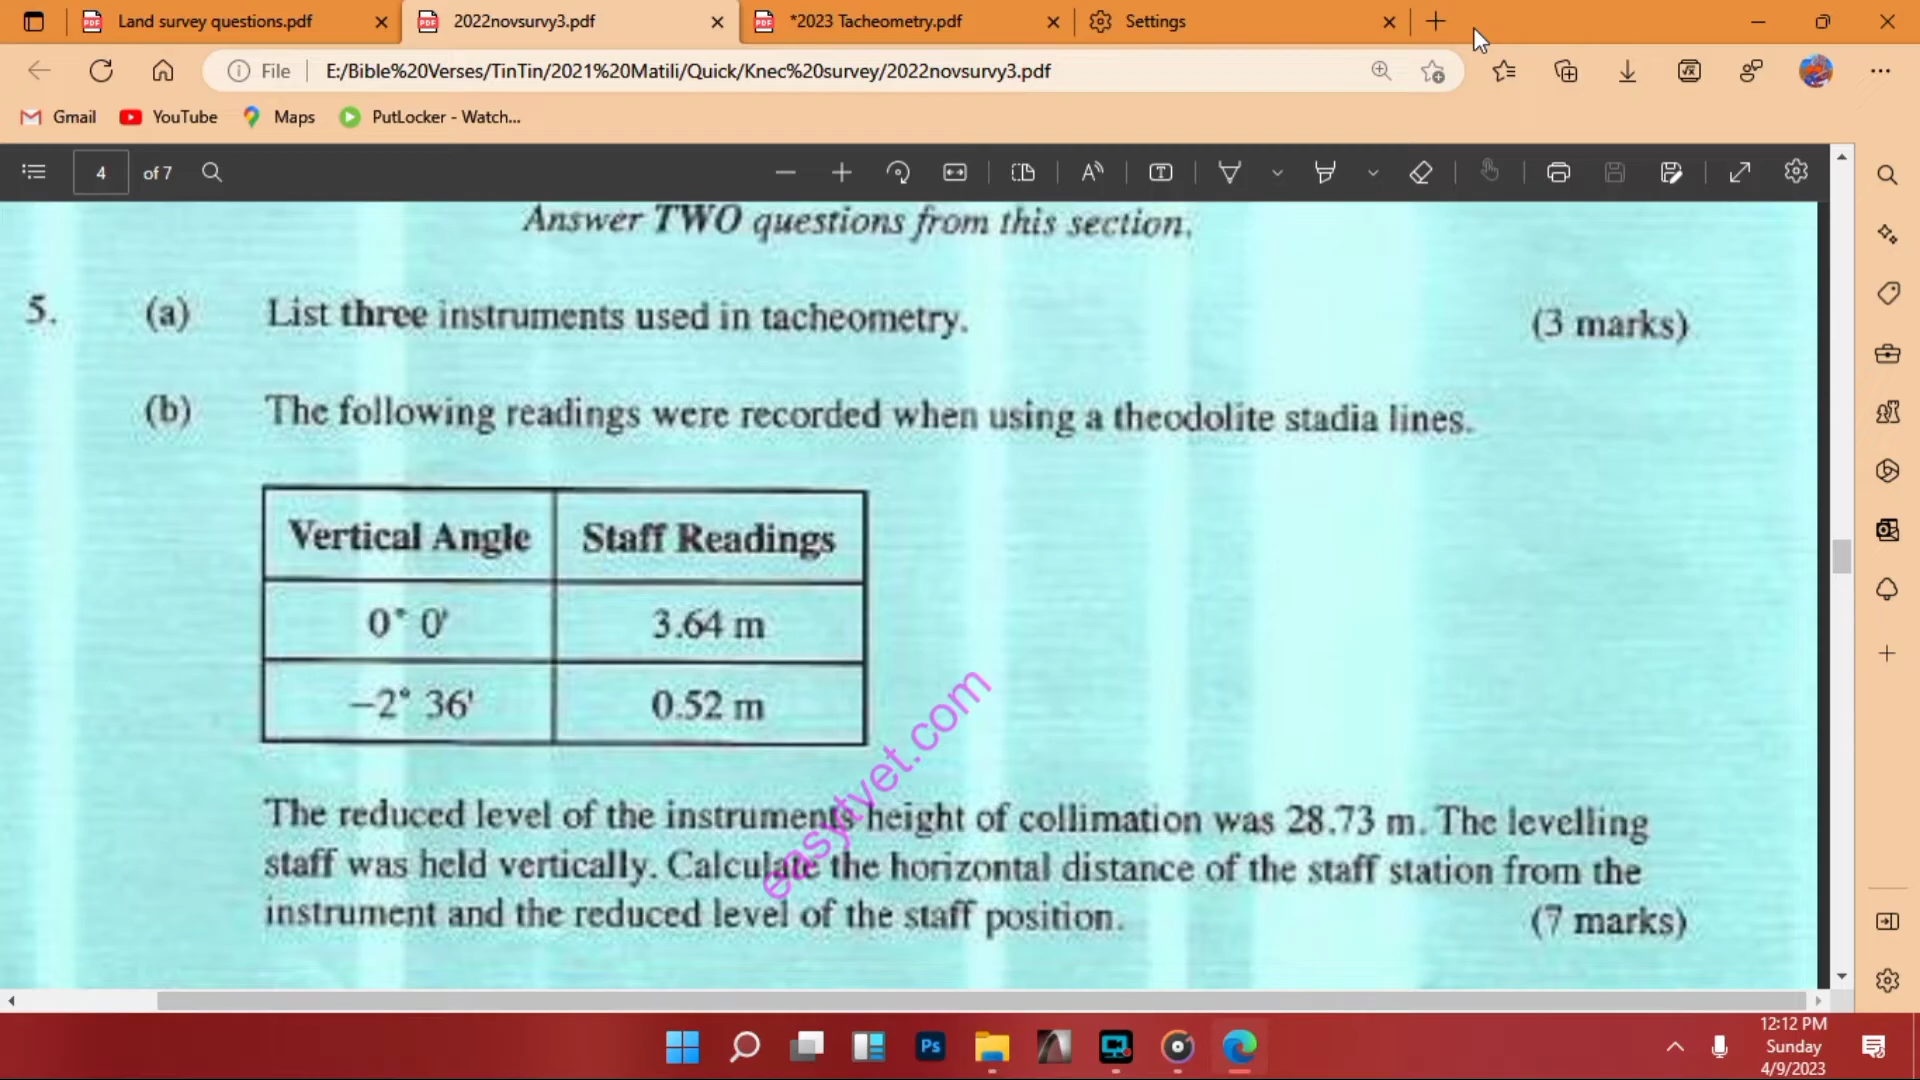 Land survey questions.pdf
2022novsurvy3.pdf
*2023 Tacheometry.pdf
Settings
File
E:/Bible%20Verses/TinTin/2021%20Matili/Quick/Knec%20survey/2022novsurvy3.pdf
Gmail
YouTube
Maps
PutLocker - Watch...
4 of 7
Answer TWO questions from this section.
5. (a) List three instruments used in tacheometry. (3 marks)
(b) The following readings were recorded when using a theodolite stadia lines.
Vertical Angle Staff Readings
0° 0' 3.64 m
−2° 36' 0.52 m
easytvet.com
The reduced level of the instruments height of collimation was 28.73 m. The levelling
staff was held vertically. Calculate the horizontal distance of the staff station from the
instrument and the reduced level of the staff position. (7 marks)
Ps
12:12 PM
Sunday
4/9/2023